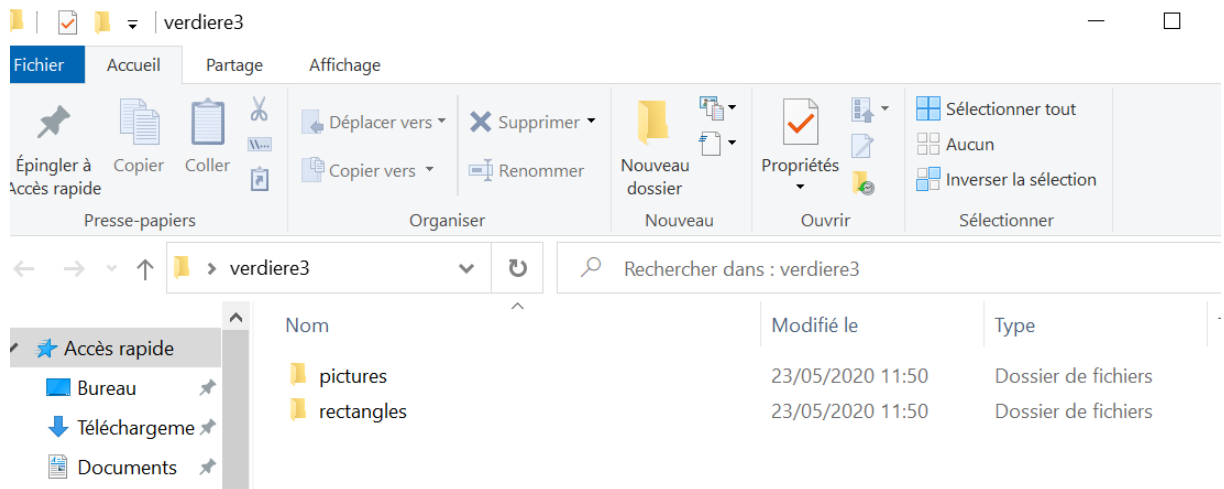 verdiere3
Fichier Accueil Partage Affichage
Épingler à
Accès rapide
Copier
Coller
Presse-papiers
Déplacer vers
Copier vers
Supprimer
Renommer
Organiser
Nouveau
dossier
Nouveau
Propriétés
Ouvrir
Sélectionner tout
Aucun
Inverser la sélection
Sélectionner
verdiere3
Rechercher dans : verdiere3
Accès rapide
Bureau
Téléchargeme
Documents
Nom Modifié le Type
pictures 23/05/2020 11:50 Dossier de fichiers
rectangles 23/05/2020 11:50 Dossier de fichiers